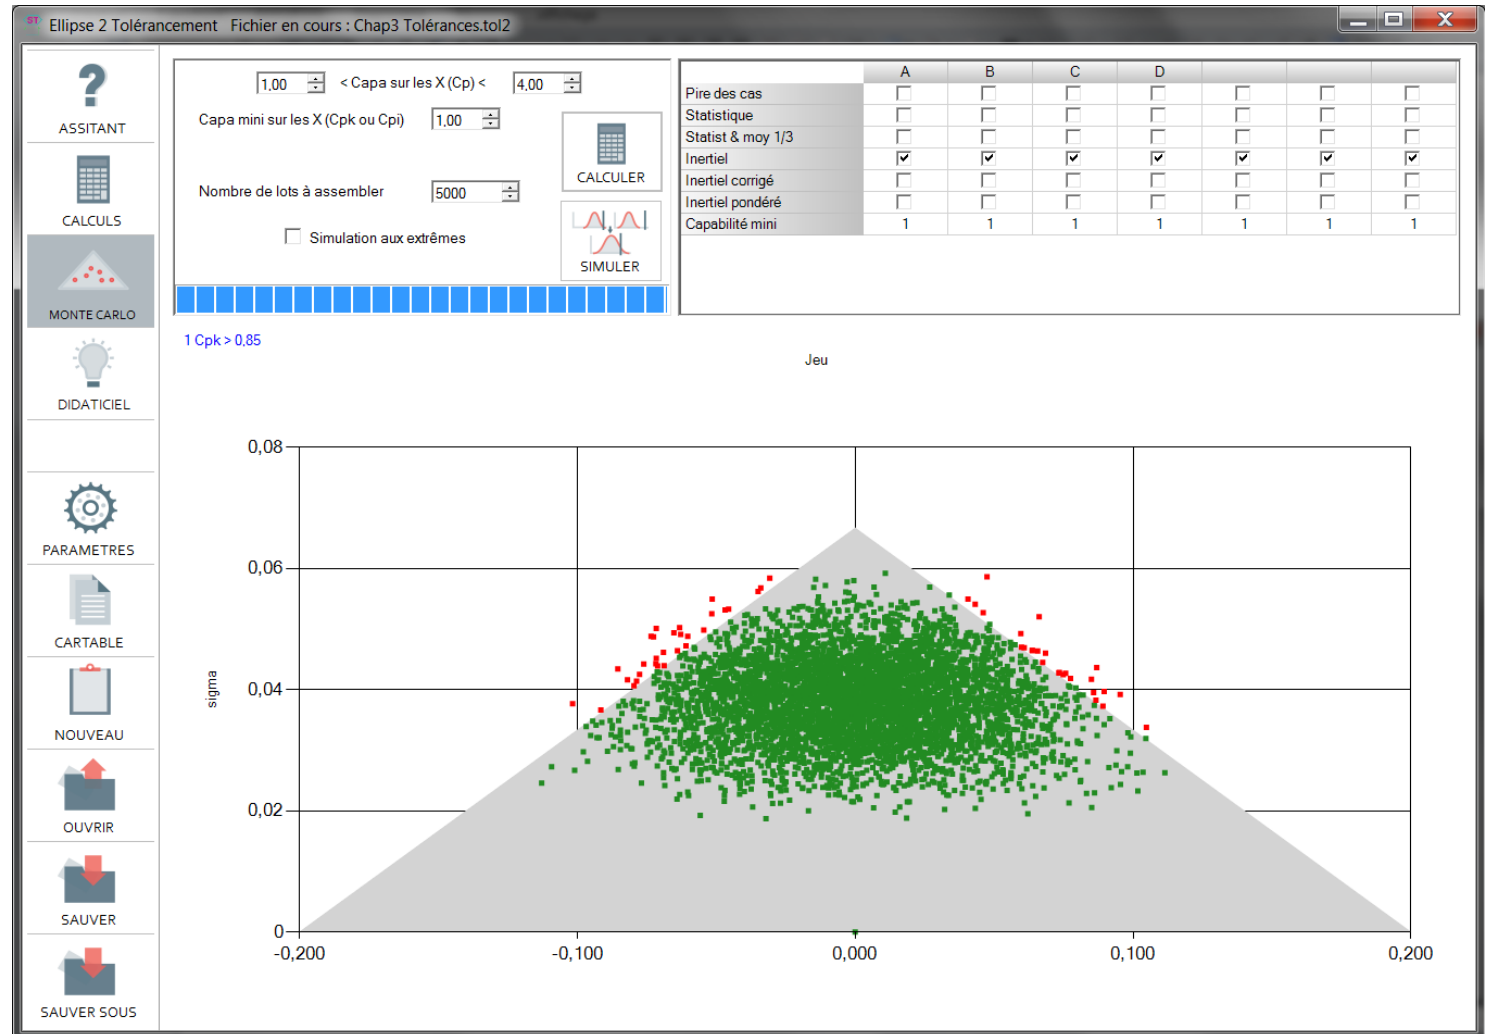 ST Ellipse 2 Tolérancement Fichier en cours : Chap3 Tolérances.tol2
ASSITANT
CALCULS
MONTE CARLO
DIDATICIEL
PARAMETRES
CARTABLE
NOUVEAU
OUVRIR
SAUVER
SAUVER SOUS
1,00 < Capa sur les X (Cp) < 4,00
Capa mini sur les X (Cpk ou Cpi) 1,00
CALCULER
Nombre de lots à assembler 5000
Simulation aux extrêmes
SIMULER
A B C D
Pire des cas
Statistique
Statist & moy 1/3
Inertiel
Inertiel corrigé
Inertiel pondéré
Capabilité mini 1 1 1 1 1 1 1
1 Cpk > 0,85
Jeu
0,08
0,06
0,04
0,02
0
sigma
-0,200 -0,100 0,000 0,100 0,200